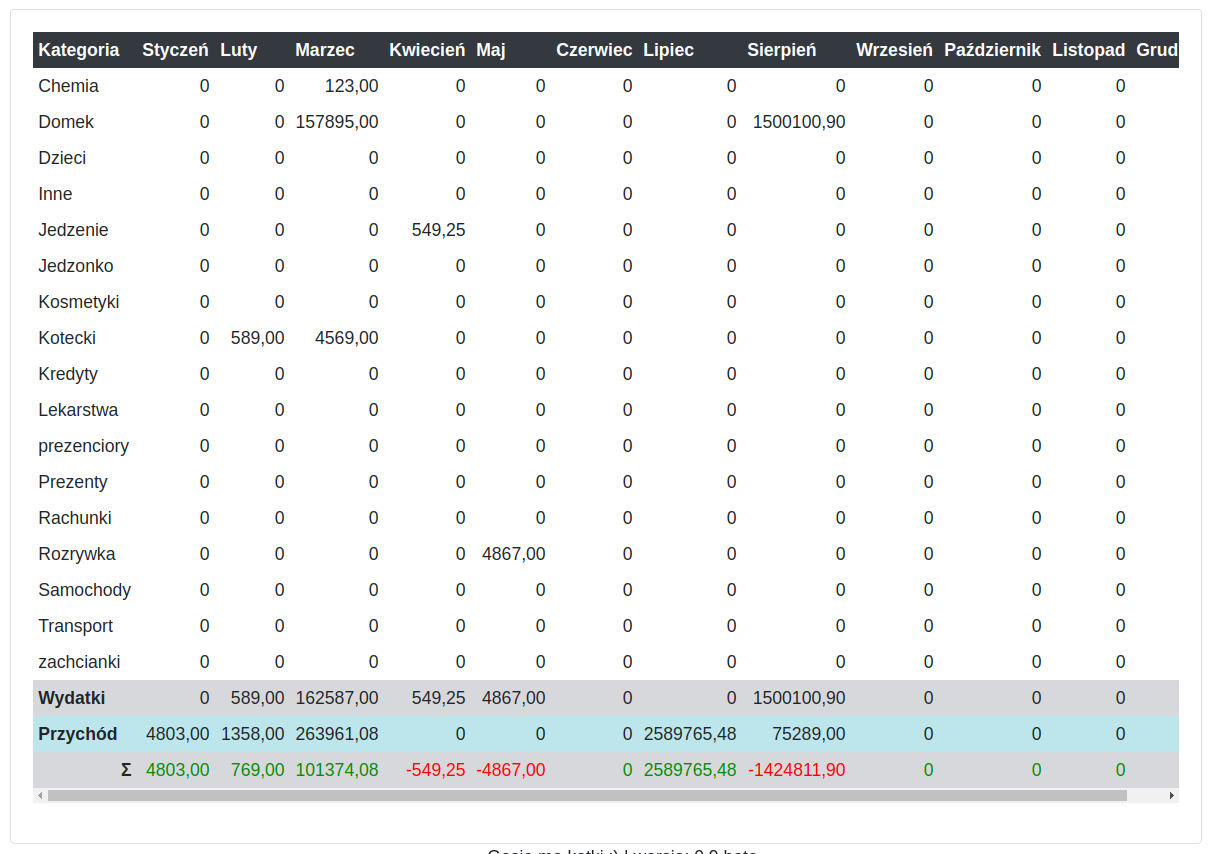 Kategoria Styczeń Luty Marzec Kwiecień Maj Czerwiec Lipiec Sierpień Wrzesień Październik Listopad Grud
Chemia 0 0 123,00 0 0 0 0 0 0 0 0
Domek 0 0 157895,00 0 0 0 0 1500100,90 0 0 0
Dzieci 0 0 0 0 0 0 0 0 0 0 0
Inne 0 0 0 0 0 0 0 0 0 0 0
Jedzenie 0 0 0 549,25 0 0 0 0 0 0 0
Jedzonko 0 0 0 0 0 0 0 0 0 0 0
Kosmetyki 0 0 0 0 0 0 0 0 0 0 0
Kotecki 0 589,00 4569,00 0 0 0 0 0 0 0 0
Kredyty 0 0 0 0 0 0 0 0 0 0 0
Lekarstwa 0 0 0 0 0 0 0 0 0 0 0
prezenciory 0 0 0 0 0 0 0 0 0 0 0
Prezenty 0 0 0 0 0 0 0 0 0 0 0
Rachunki 0 0 0 0 0 0 0 0 0 0 0
Rozrywka 0 0 0 0 4867,00 0 0 0 0 0 0
Samochody 0 0 0 0 0 0 0 0 0 0 0
Transport 0 0 0 0 0 0 0 0 0 0 0
zachcianki 0 0 0 0 0 0 0 0 0 0 0
Wydatki 0 589,00 162587,00 549,25 4867,00 0 0 1500100,90 0 0 0
Przychód 4803,00 1358,00 263961,08 0 0 0 2589765,48 75289,00 0 0 0
Σ 4803,00 769,00 101374,08 -549,25 -4867,00 0 2589765,48 -1424811,90 0 0 0